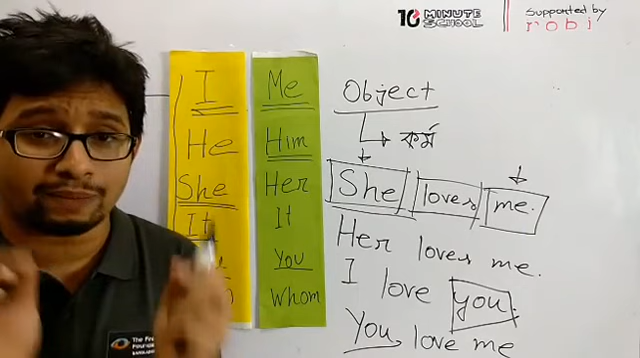 10 MINUTE SCHOOL
Supported by
robi
I
He
She
It
Me
Him
Her
It
You
Whom
Object
কর্ম
She loves me.
Her loves me.
I love you.
You love me